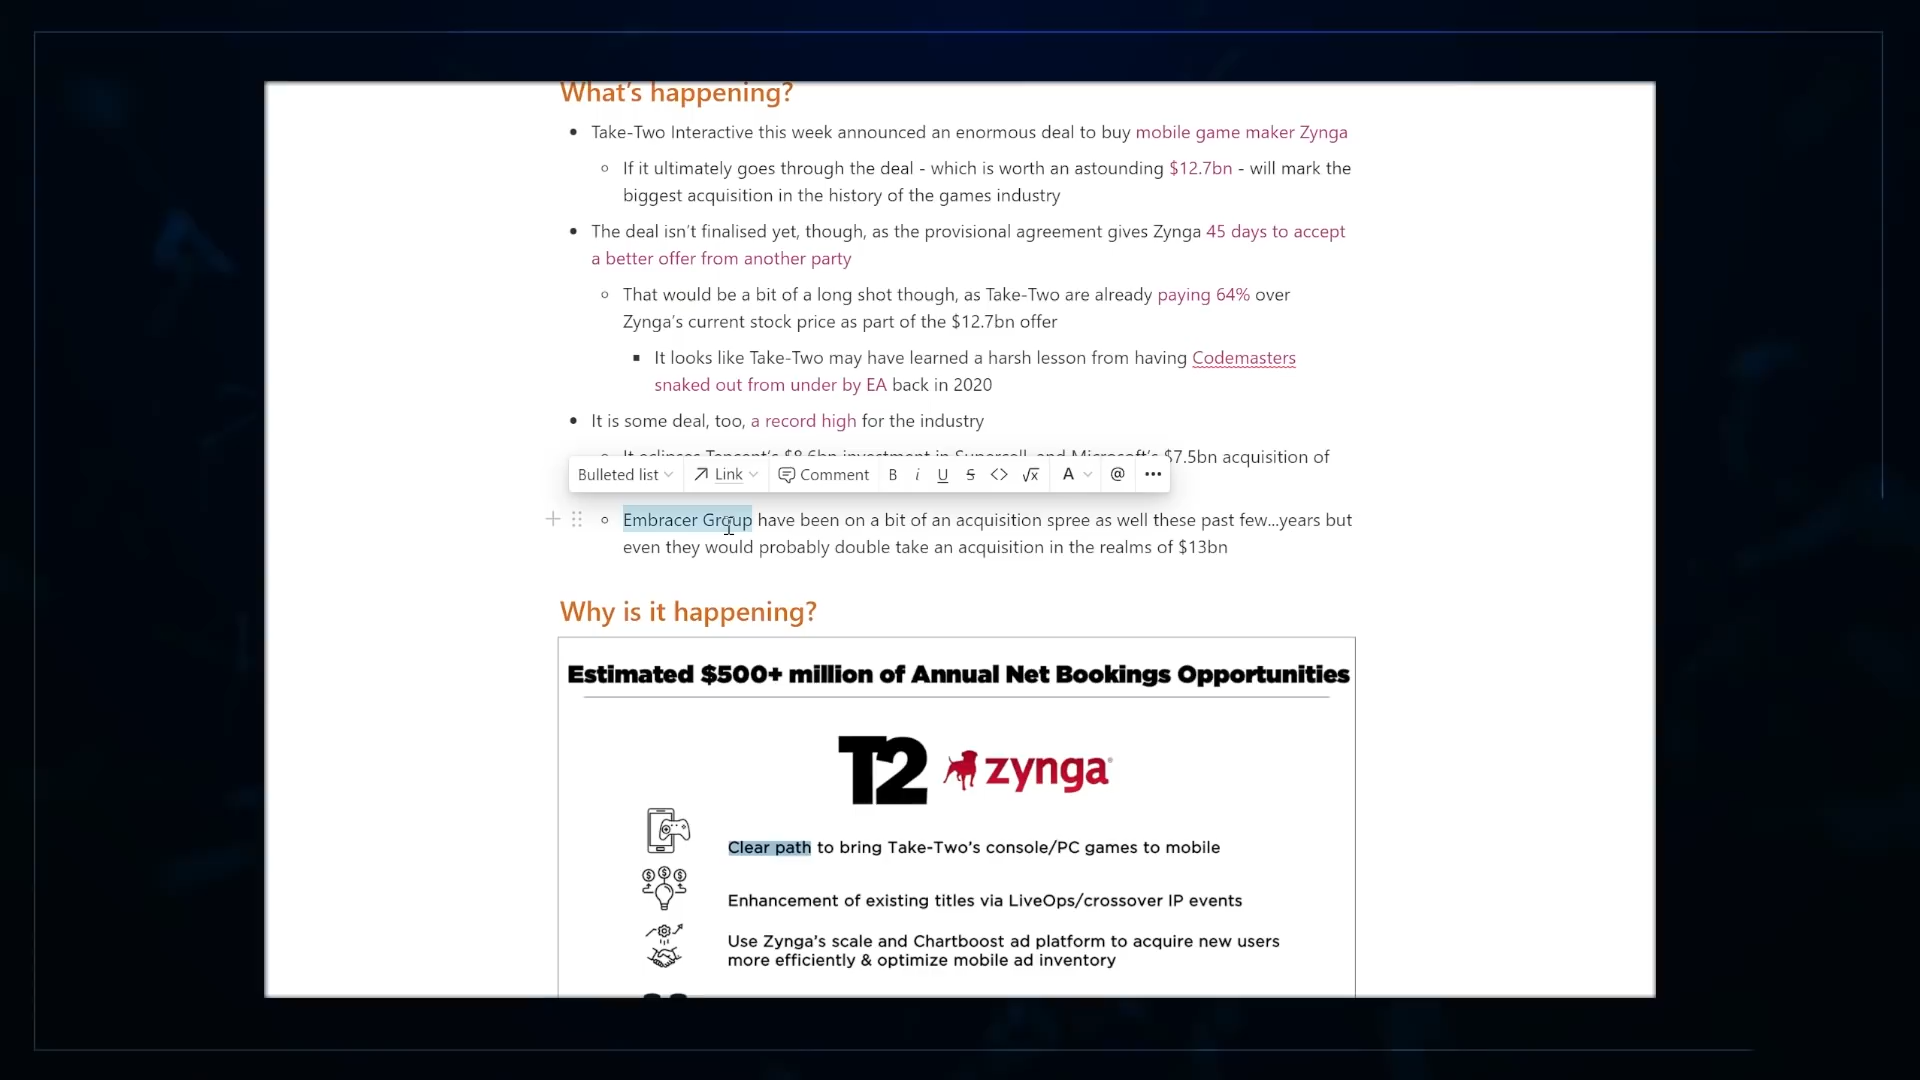 What's happening?
Take-Two Interactive this week announced an enormous deal to buy mobile game maker Zynga
If it ultimately goes through the deal - which is worth an astounding $12.7bn - will mark the
biggest acquisition in the history of the games industry
The deal isn't finalised yet, though, as the provisional agreement gives Zynga 45 days to accept
a better offer from another party
That would be a bit of a long shot though, as Take-Two are already paying 64% over
Zynga's current stock price as part of the $12.7bn offer
It looks like Take-Two may have learned a harsh lesson from having Codemasters
snaked out from under by EA back in 2020
It is some deal, too, a record high for the industry
It eclipses Tencent's $8.6bn investment in Supercell, and Microsoft's $7.5bn acquisition of
Bulleted list Link Comment B i U S <> √x A @ •••
Embracer Group have been on a bit of an acquisition spree as well these past few...years but
even they would probably double take an acquisition in the realms of $13bn
Why is it happening?
Estimated $500+ million of Annual Net Bookings Opportunities
T2 zynga
Clear path to bring Take-Two's console/PC games to mobile
Enhancement of existing titles via LiveOps/crossover IP events
Use Zynga's scale and Chartboost ad platform to acquire new users
more efficiently & optimize mobile ad inventory